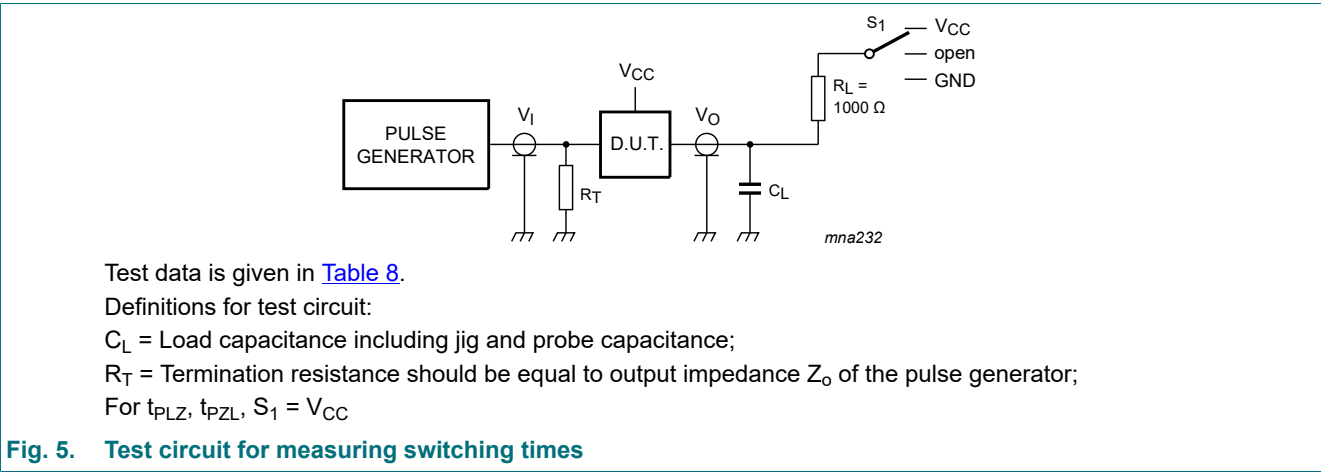 S1
VCC
open
GND
RL =
1000 Ω
VCC
VI
VO
PULSE
GENERATOR
D.U.T.
RT
CL
mna232
Test data is given in Table 8.
Definitions for test circuit:
CL = Load capacitance including jig and probe capacitance;
RT = Termination resistance should be equal to output impedance Zo of the pulse generator;
For tPLZ, tPZL, S1 = VCC
Fig. 5. Test circuit for measuring switching times